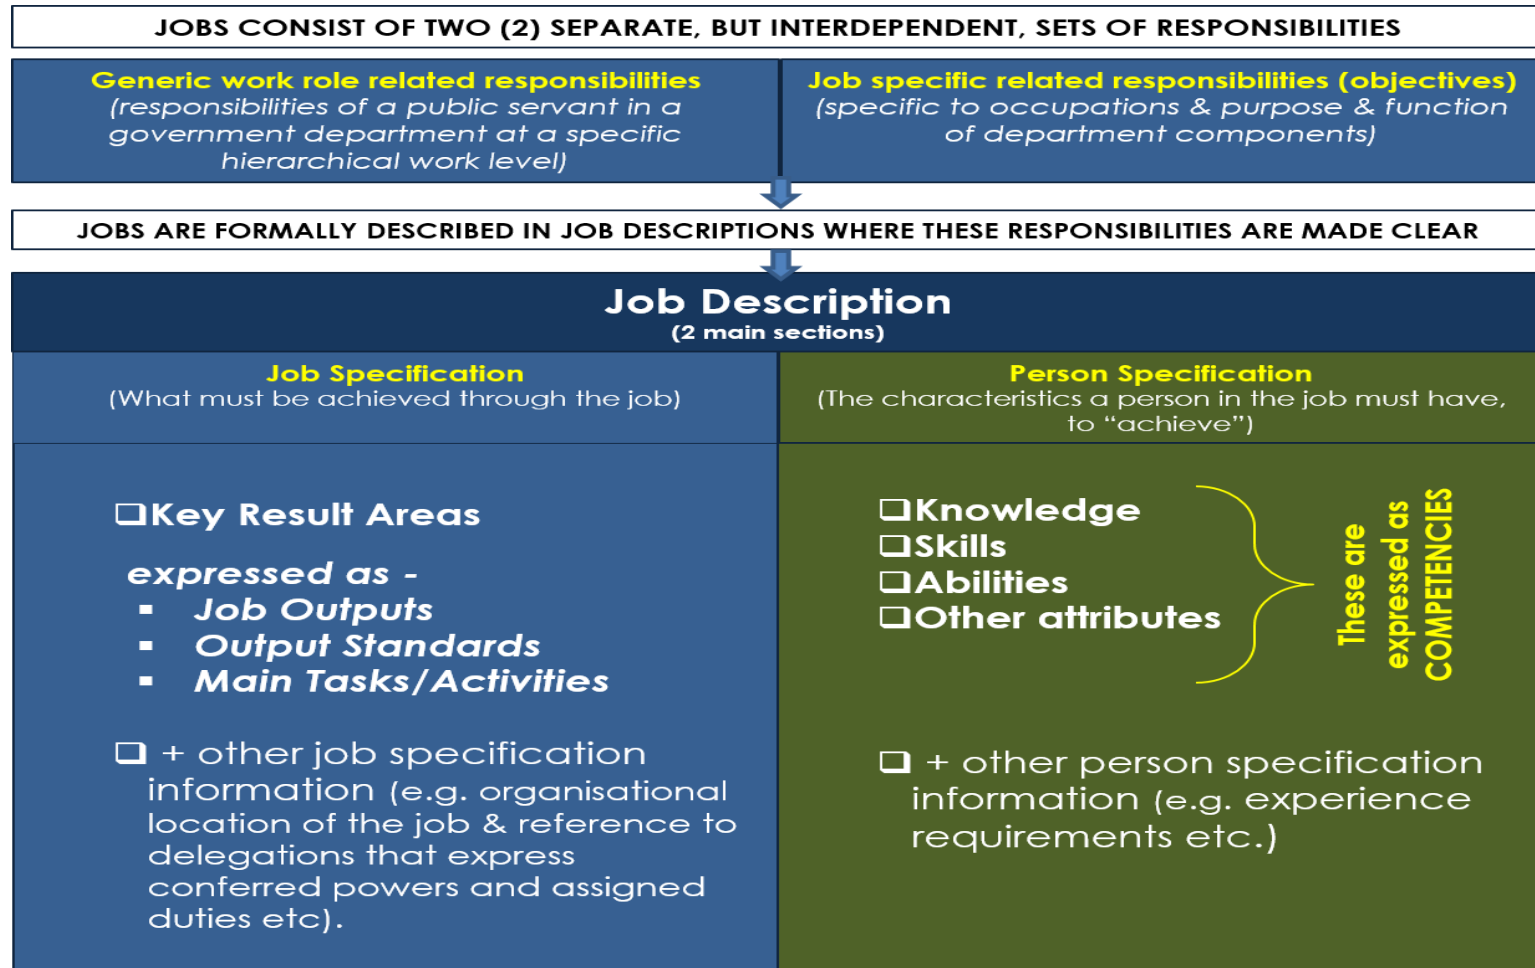 JOBS CONSIST OF TWO (2) SEPARATE, BUT INTERDEPENDENT, SETS OF RESPONSIBILITIES
Generic work role related responsibilities
(responsibilities of a public servant in a
government department at a specific
hierarchical work level)
Job specific related responsibilities (objectives)
(specific to occupations & purpose & function
of department components)
JOBS ARE FORMALLY DESCRIBED IN JOB DESCRIPTIONS WHERE THESE RESPONSIBILITIES ARE MADE CLEAR
Job Description
(2 main sections)
Job Specification
(What must be achieved through the job)
❑Key Result Areas
expressed as -
▪ Job Outputs
▪ Output Standards
▪ Main Tasks/Activities
❑ + other job specification
information (e.g. organisational
location of the job & reference to
delegations that express
conferred powers and assigned
duties etc).
Person Specification
(The characteristics a person in the job must have,
to “achieve”)
❑Knowledge
❑Skills
❑Abilities
❑Other attributes
These are
expressed as
COMPETENCIES
❑ + other person specification
information (e.g. experience
requirements etc.)